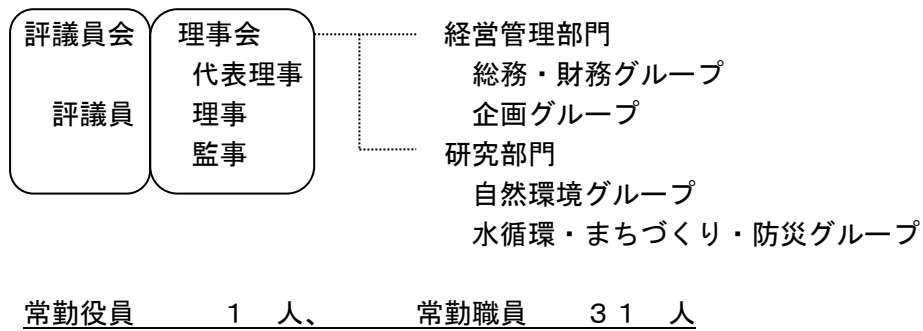 評議員会 理事会 経営管理部門
代表理事 総務・財務グループ
評議員 理事 企画グループ
監事 研究部門
自然環境グループ
水循環・まちづくり・防災グループ
常勤役員 １ 人、 常勤職員 ３１ 人